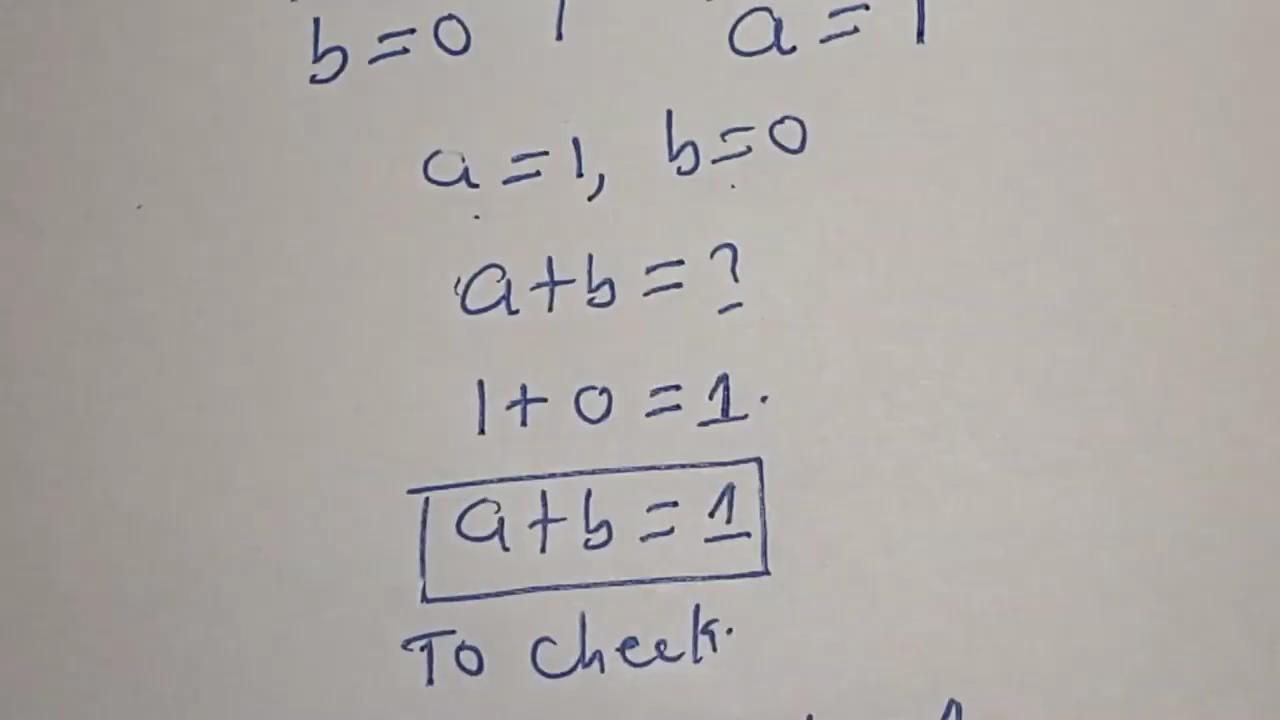 b=0 a=1
a=1, b=0
a+b=?
1+0=1.
a+b=1
To Check.